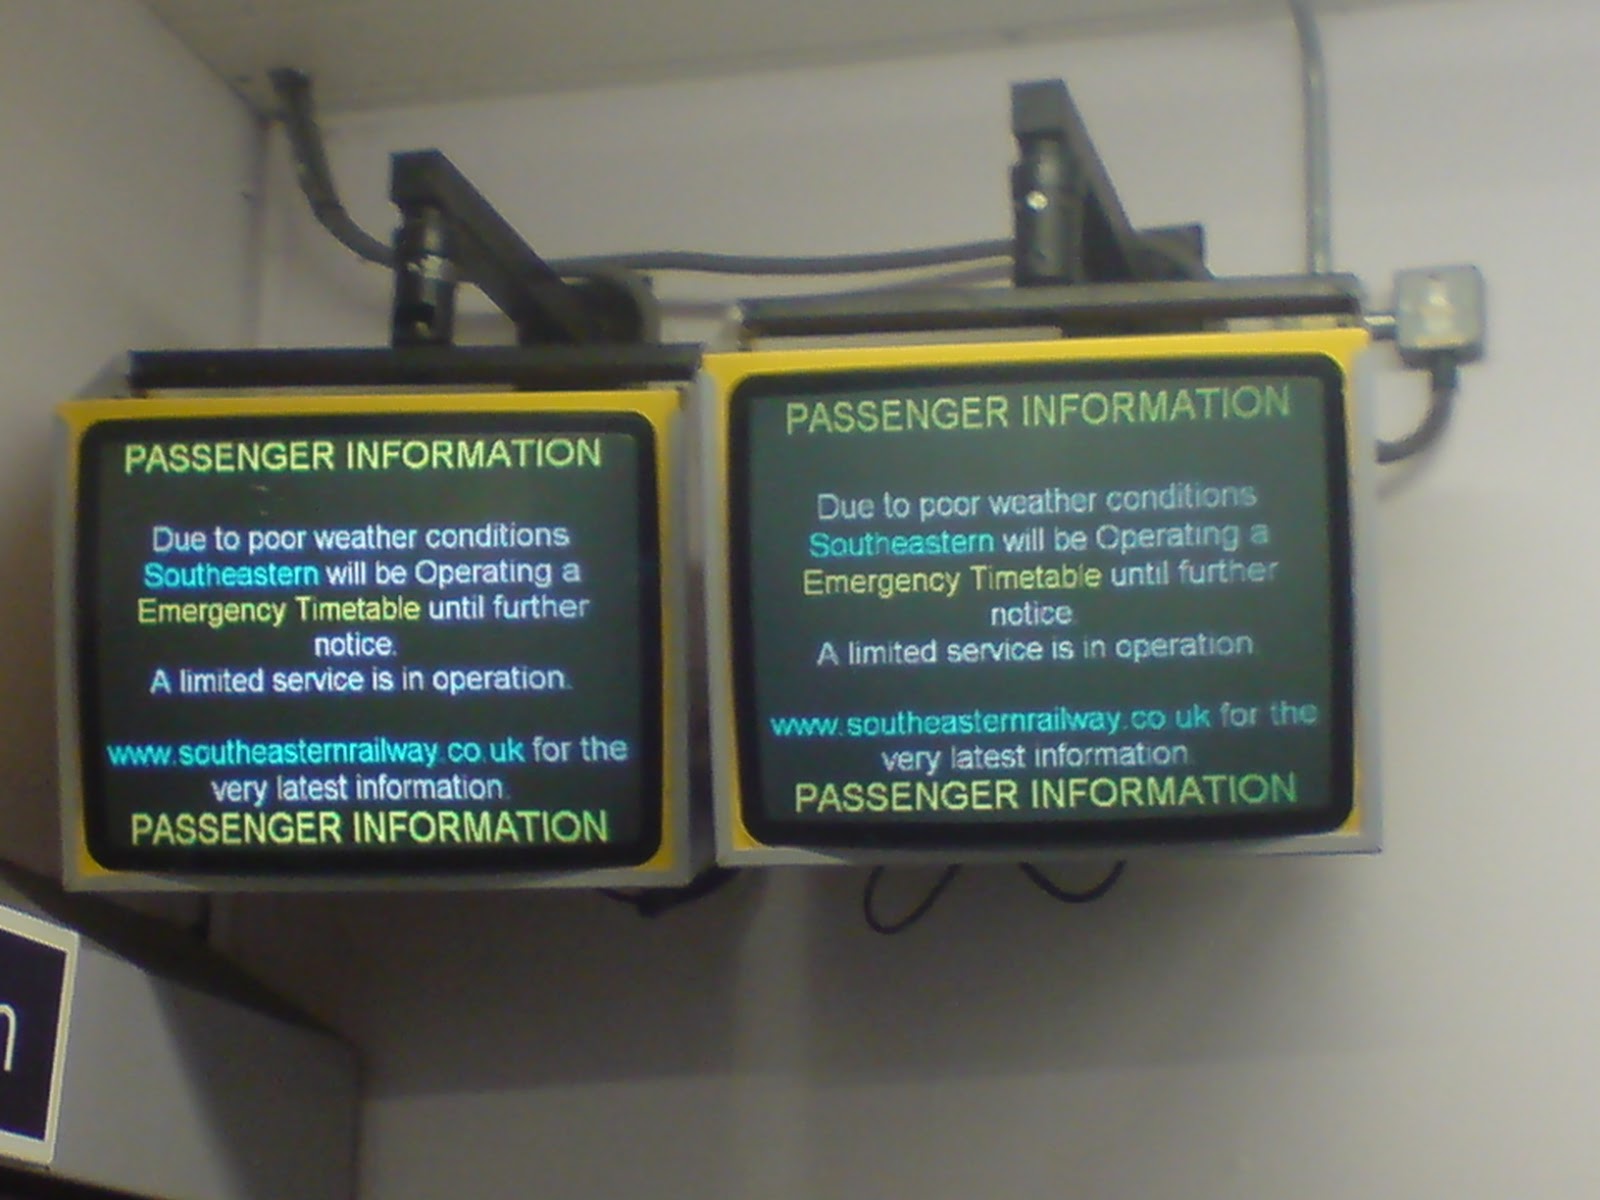 PASSENGER INFORMATION
Due to poor weather conditions
Southeastern will be Operating a
Emergency Timetable until further
notice.
A limited service is in operation.
www.southeasternrailway.co.uk for the
very latest information.
PASSENGER INFORMATION
PASSENGER INFORMATION
Due to poor weather conditions
Southeastern will be Operating a
Emergency Timetable until further
notice.
A limited service is in operation
www.southeasternrailway.co uk for the
very latest information.
PASSENGER INFORMATION
n